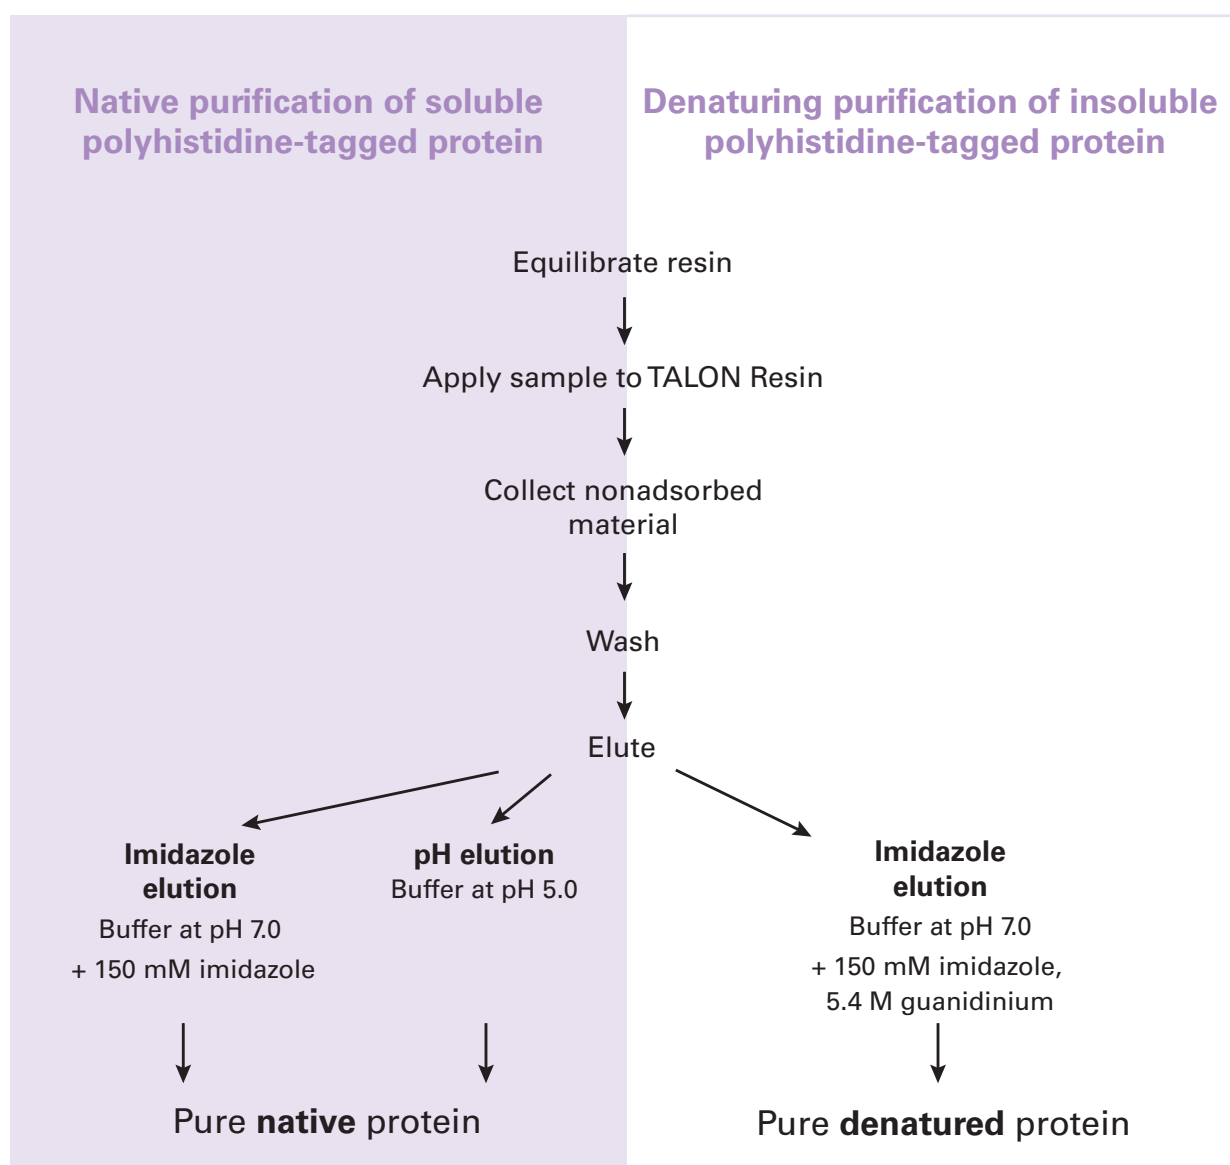 Native purification of soluble
polyhistidine-tagged protein
Denaturing purification of insoluble
polyhistidine-tagged protein
Equilibrate resin
Apply sample to TALON Resin
Collect nonadsorbed
material
Wash
Elute
Imidazole
elution
Buffer at pH 7.0
+ 150 mM imidazole
pH elution
Buffer at pH 5.0
Imidazole
elution
Buffer at pH 7.0
+ 150 mM imidazole,
5.4 M guanidinium
Pure native protein
Pure denatured protein